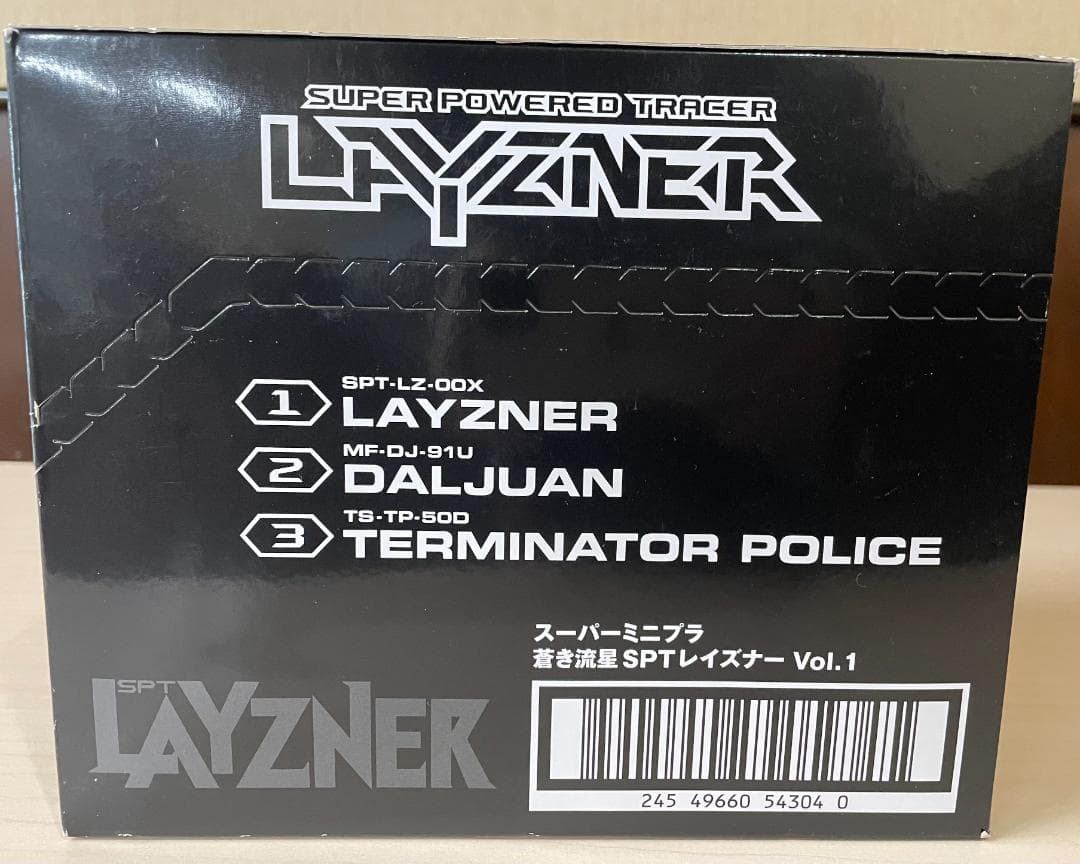 SUPER POWERED TRACER
LAYZNER
1
SPT-LZ-00X
LAYZNER
2
MF-DJ-91U
DALJUAN
3
TS-TP-50D
TERMINATOR POLICE
スーパーミニプラ
蒼き流星SPTレイズナー Vol.1
SPT
LAYZNER
245 49660 54304 0